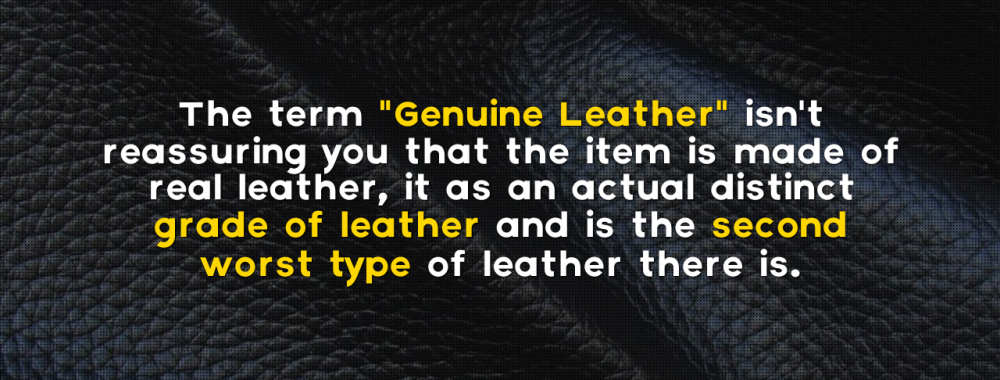 The term "Genuine Leather" isn't
reassuring you that the item is made of
real leather, it as an actual distinct
grade of leather and is the second
worst type of leather there is.